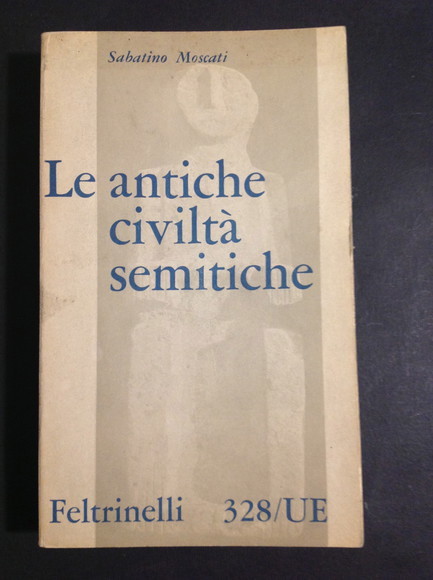 Sabatino Moscati
Le antiche
civiltà
semitiche
Feltrinelli 328/UE